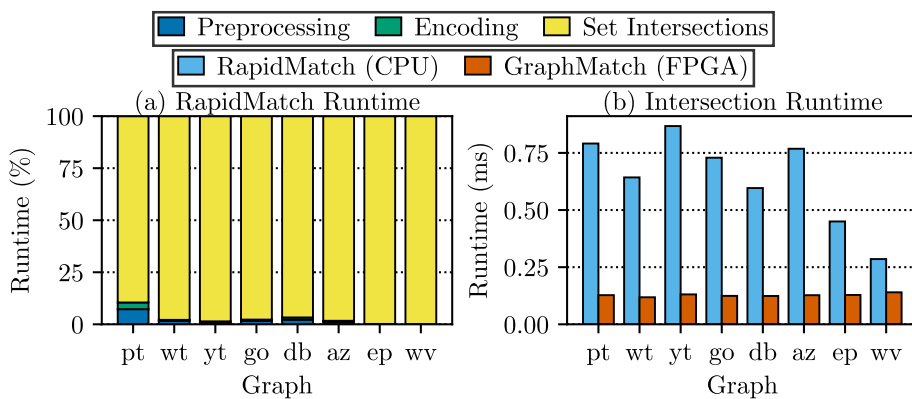 Preprocessing Encoding Set Intersections
RapidMatch (CPU) GraphMatch (FPGA)
(a) RapidMatch Runtime
Runtime (%)
100
75
50
25
0
pt wt yt go db az ep wv
Graph
(b) Intersection Runtime
Runtime (ms)
0.75
0.50
0.25
0.00
pt wt yt go db az ep wv
Graph